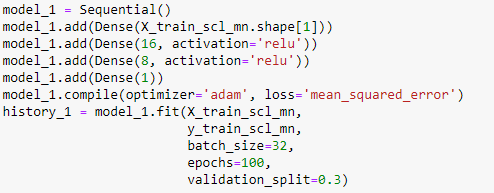 model_1 = Sequential()
model_1.add(Dense(X_train_scl_mn.shape[1]))
model_1.add(Dense(16, activation='relu'))
model_1.add(Dense(8, activation='relu'))
model_1.add(Dense(1))
model_1.compile(optimizer='adam', loss='mean_squared_error')
history_1 = model_1.fit(X_train_scl_mn,
                        y_train_scl_mn,
                        batch_size=32,
                        epochs=100,
                        validation_split=0.3)